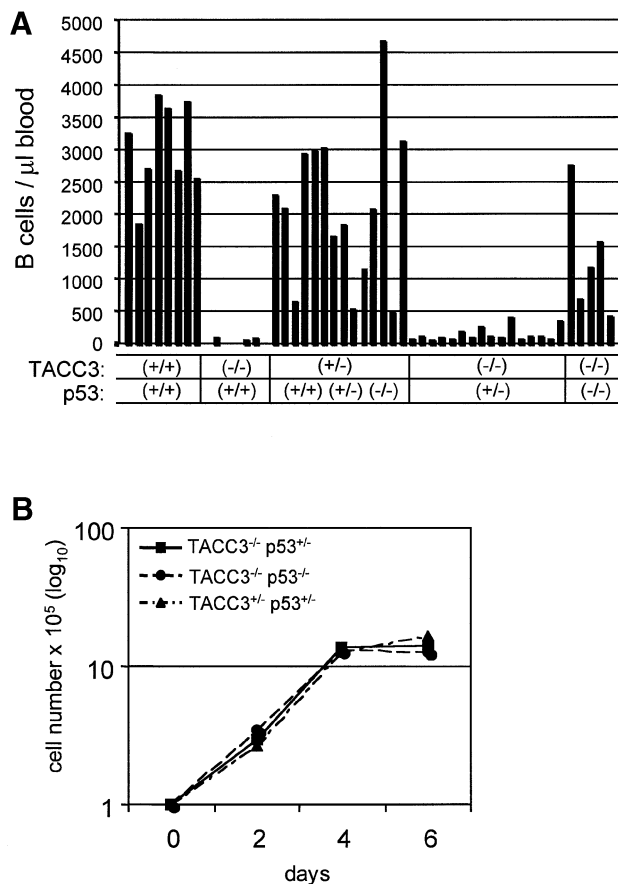 A
B cells / µl blood
5000
4500
4000
3500
3000
2500
2000
1500
1000
500
0
TACC3: (+/+) (-/-) (+/-) (-/-) (-/-)
p53: (+/+) (+/+) (+/+) (+/-) (-/-) (+/-) (-/-)
B
cell number x 10⁵ (log₁₀)
100
10
1
TACC3⁻/⁻ p53⁺/⁻
TACC3⁻/⁻ p53⁻/⁻
TACC3⁺/⁻ p53⁺/⁻
0 2 4 6
days